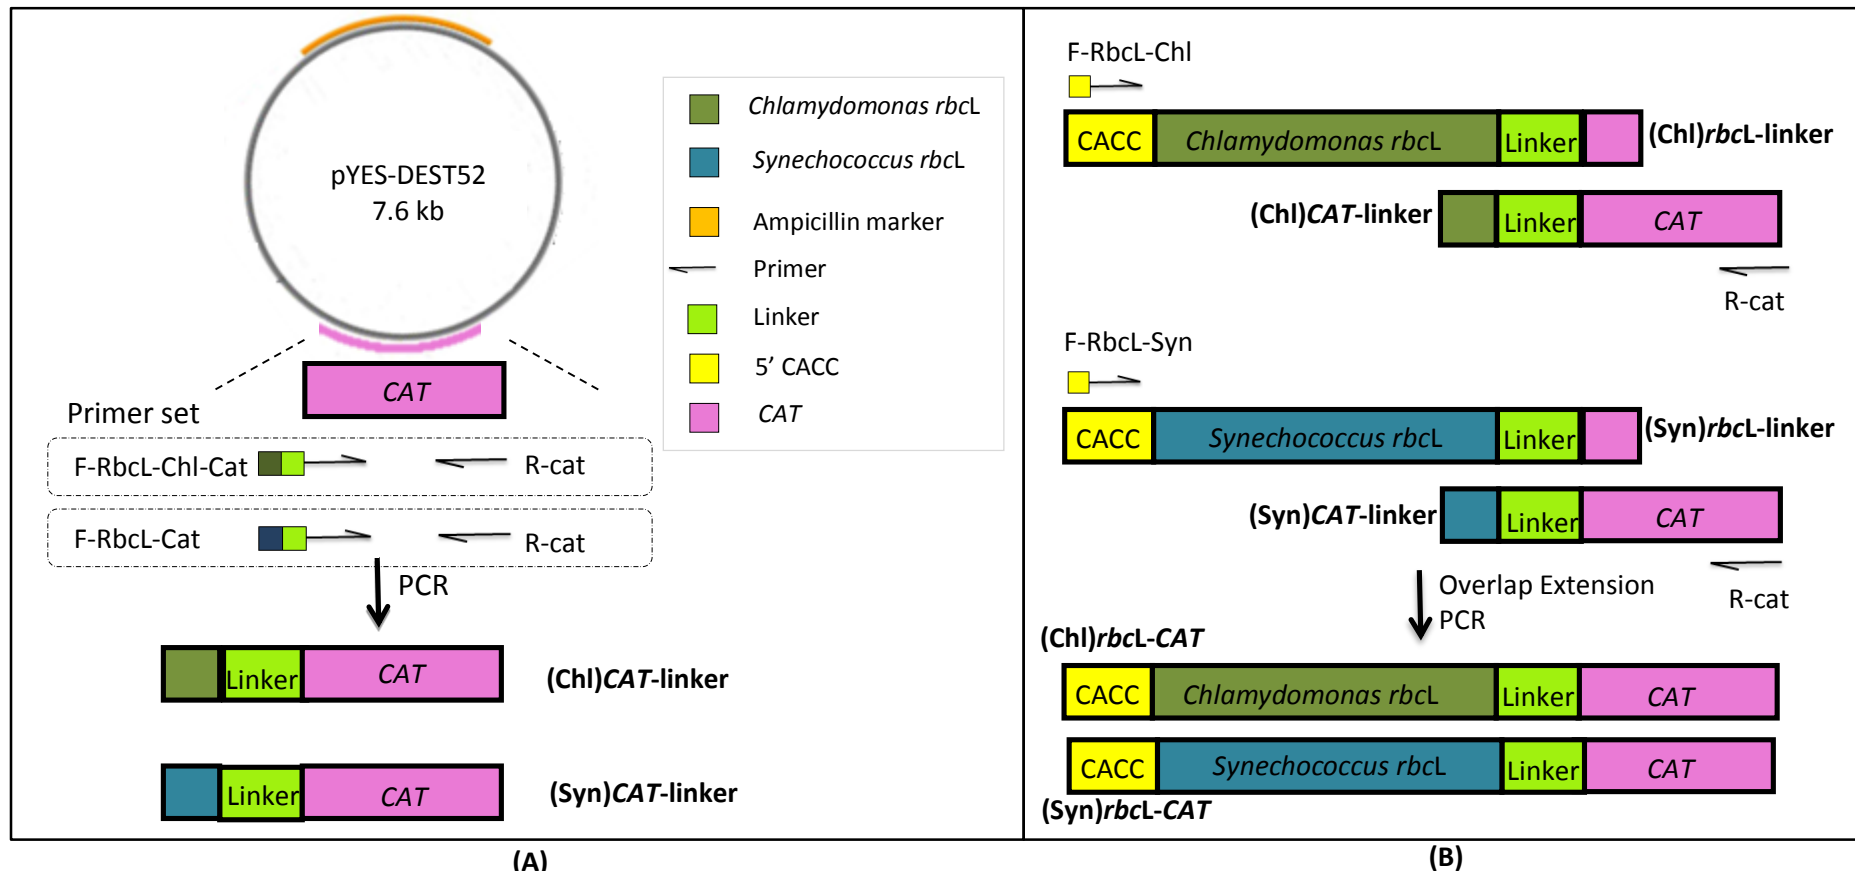 pYES-DEST52
7.6 kb
CAT
Primer set
F-RbcL-Chl-Cat
R-cat
F-RbcL-Cat
R-cat
PCR
Linker
CAT
(Chl)CAT-linker
Linker
CAT
(Syn)CAT-linker
Chlamydomonas rbcL
Synechococcus rbcL
Ampicillin marker
Primer
Linker
5’ CACC
CAT
(A)
F-RbcL-Chl
CACC
Chlamydomonas rbcL
Linker
(Chl)rbcL-linker
(Chl)CAT-linker
Linker
CAT
R-cat
F-RbcL-Syn
CACC
Synechococcus rbcL
Linker
(Syn)rbcL-linker
(Syn)CAT-linker
Linker
CAT
R-cat
Overlap Extension
PCR
(Chl)rbcL-CAT
CACC
Chlamydomonas rbcL
Linker
CAT
CACC
Synechococcus rbcL
Linker
CAT
(Syn)rbcL-CAT
(B)